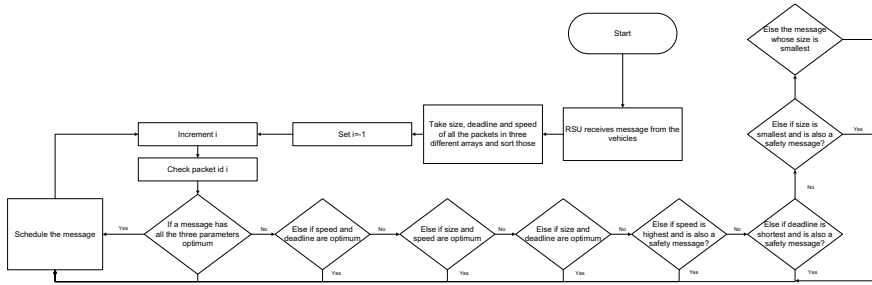 Start
RSU receives message from the
vehicles
Take size, deadline and speed
of all the packets in three
different arrays and sort those
Set i=-1
Increment i
Check packet id i
If a message has
all the three parameters
optimum
Yes
Schedule the message
No
Else if speed and
deadline are optimum
Yes
No
Else if size and
speed are optimum
Yes
No
Else if size and
deadline are optimum
Yes
No
Else if speed is
highest and is also a
safety message?
Yes
No
Else if deadline is
shortest and is also a
safety message?
Yes
No
Else if size is
smallest and is also a
safety message?
Yes
Else the message
whose size is
smallest